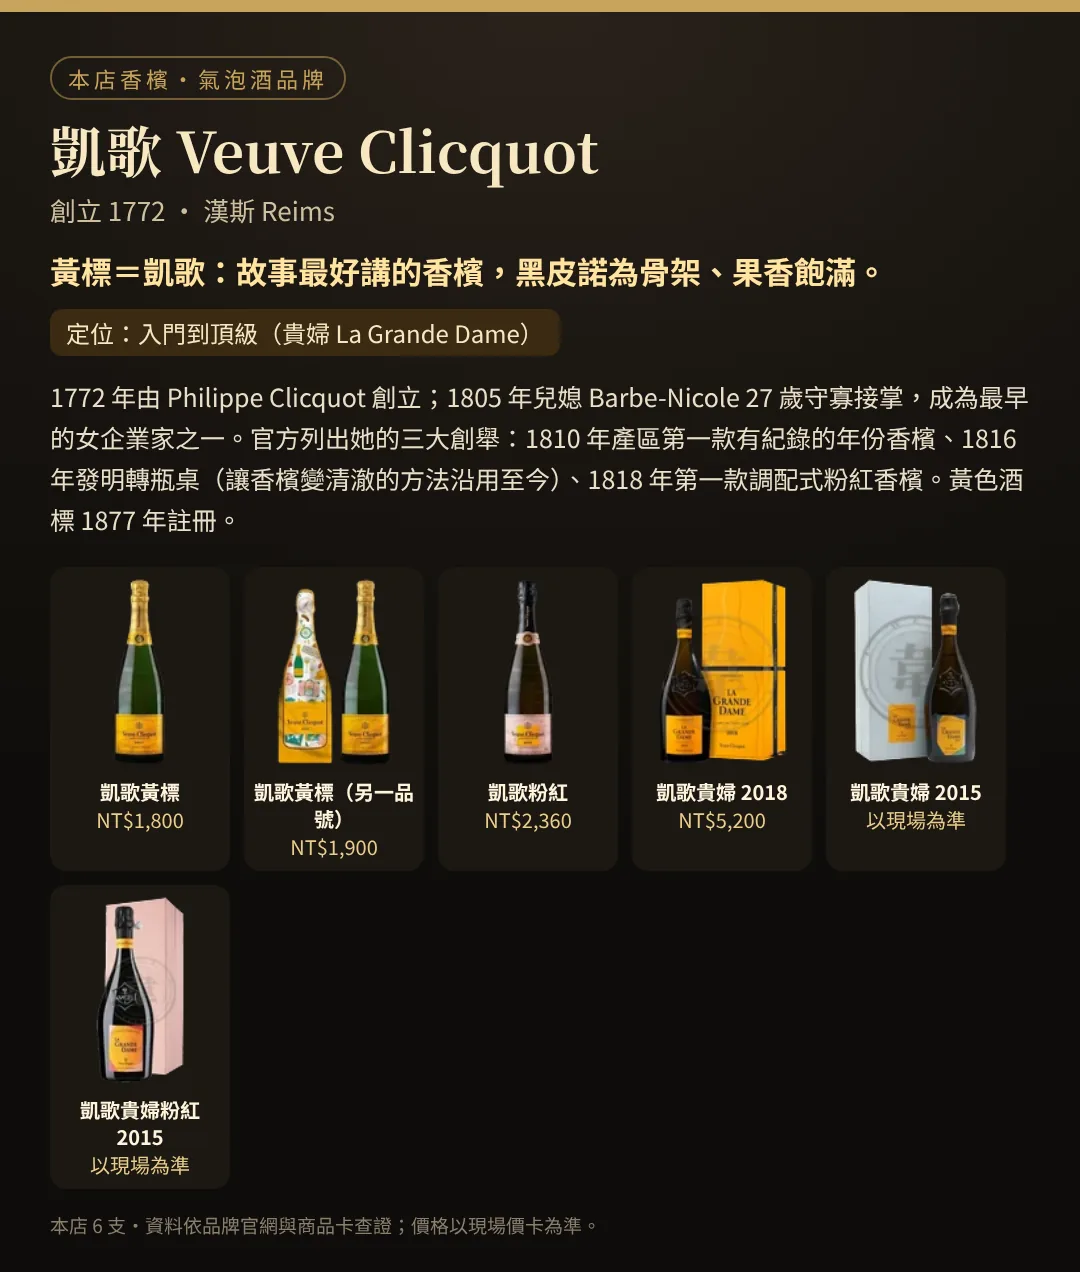 本店香檳・氣泡酒品牌
凱歌 Veuve Clicquot
創立 1772 ・ 漢斯 Reims
黃標＝凱歌：故事最好講的香檳，黑皮諾為骨架、果香飽滿。
定位：入門到頂級（貴婦 La Grande Dame）
1772 年由 Philippe Clicquot 創立；1805 年兒媳 Barbe-Nicole 27 歲守寡接掌，成為最早
的女企業家之一。官方列出她的三大創舉：1810 年產區第一款有紀錄的年份香檳、1816
年發明轉瓶桌（讓香檳變清澈的方法沿用至今）、1818 年第一款調配式粉紅香檳。黃色酒
標 1877 年註冊。
LA
GRANDE
DAME
凱歌黃標
NT$1,800
凱歌黃標（另一品
號）
NT$1,900
凱歌粉紅
NT$2,360
凱歌貴婦 2018
NT$5,200
凱歌貴婦 2015
以現場為準
凱歌貴婦粉紅
2015
以現場為準
本店 6 支・資料依品牌官網與商品卡查證；價格以現場價卡為準。